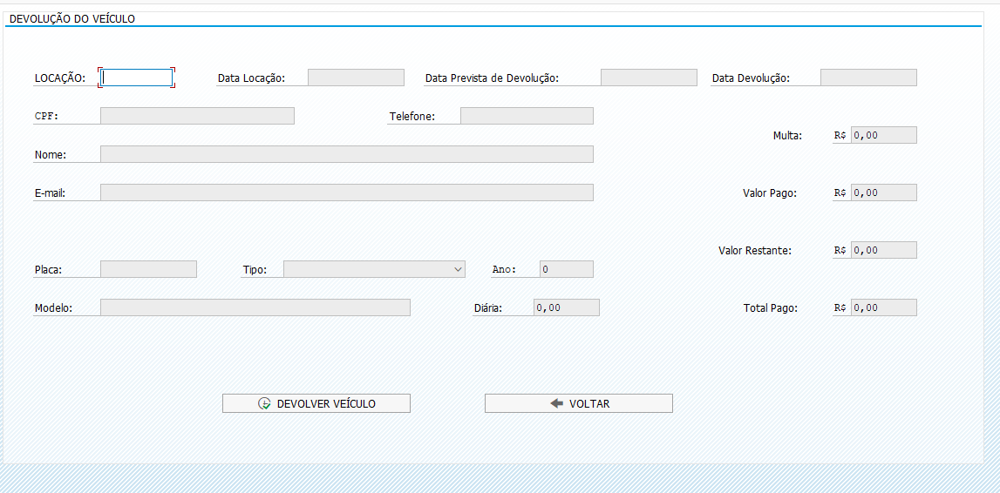 DEVOLUÇÃO DO VEÍCULO
LOCAÇÃO: Data Locação: Data Prevista de Devolução: Data Devolução:
CPF: Telefone:
Multa: R$ 0,00
Nome:
E-mail: Valor Pago: R$ 0,00
Valor Restante: R$ 0,00
Placa: Tipo: Ano: 0
Modelo: Diária: 0,00 Total Pago: R$ 0,00
DEVOLVER VEÍCULO VOLTAR